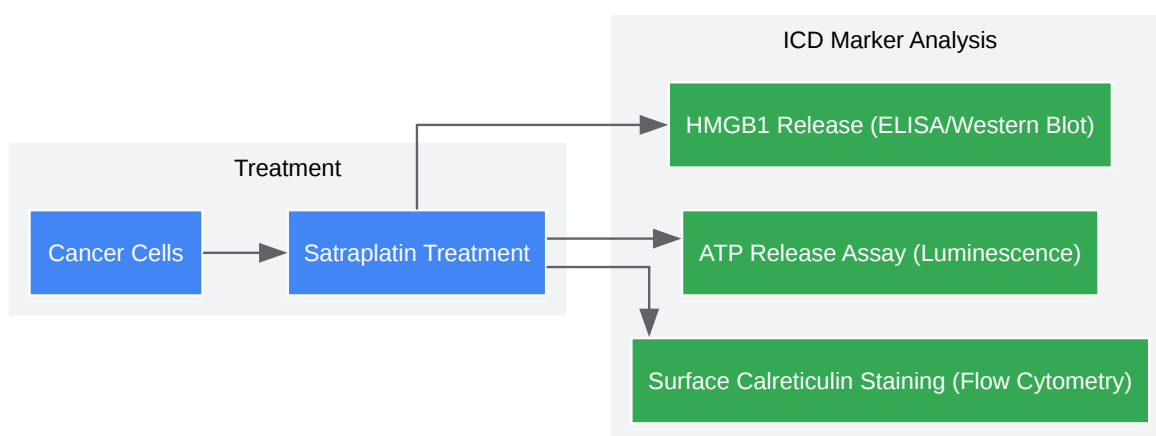 Treatment
Cancer Cells
Satraplatin Treatment
ICD Marker Analysis
HMGB1 Release (ELISA/Western Blot)
ATP Release Assay (Luminescence)
Surface Calreticulin Staining (Flow Cytometry)